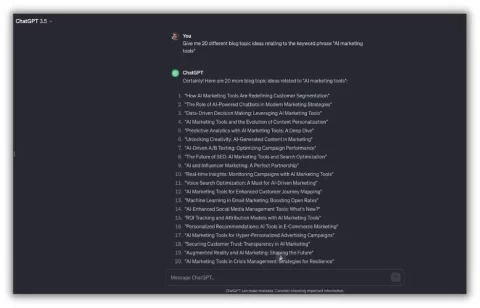 ChatGPT 3.5
You
Give me 20 different blog topic ideas relating to the keyword phrase "AI marketing
tools"
ChatGPT
Certainly! Here are 20 more blog topic ideas related to "AI marketing tools":
1. "How AI Marketing Tools Are Redefining Customer Segmentation"
2. "The Role of AI-Powered Chatbots in Modern Marketing Strategies"
3. "Data-Driven Decision Making: Leveraging AI Marketing Tools"
4. "AI Marketing Tools and the Evolution of Content Personalization"
5. "Predictive Analytics with AI Marketing Tools: A Deep Dive"
6. "Unlocking Creativity: AI-Generated Content in Marketing"
7. "AI-Driven A/B Testing: Optimizing Campaign Performance"
8. "The Future of SEO: AI Marketing Tools and Search Optimization"
9. "AI and Influencer Marketing: A Perfect Partnership"
10. "Real-time Insights: Monitoring Campaigns with AI Marketing Tools"
11. "Voice Search Optimization: A Must for AI-Driven Marketing"
12. "AI Marketing Tools for Enhanced Customer Journey Mapping"
13. "Machine Learning in Email Marketing: Boosting Open Rates"
14. "AI-Enhanced Social Media Management Tools: What's New?"
15. "ROI Tracking and Attribution Models with AI Marketing Tools"
16. "Personalized Recommendations: AI Tools in E-Commerce Marketing"
17. "AI Marketing Tools for Hyper-Personalized Advertising Campaigns"
18. "Securing Customer Trust: Transparency in AI Marketing"
19. "Augmented Reality and AI Marketing: Shaping the Future"
20. "AI Marketing Tools in Crisis Management: Strategies for Resilience"
Message ChatGPT...
ChatGPT can make mistakes. Consider checking important information.